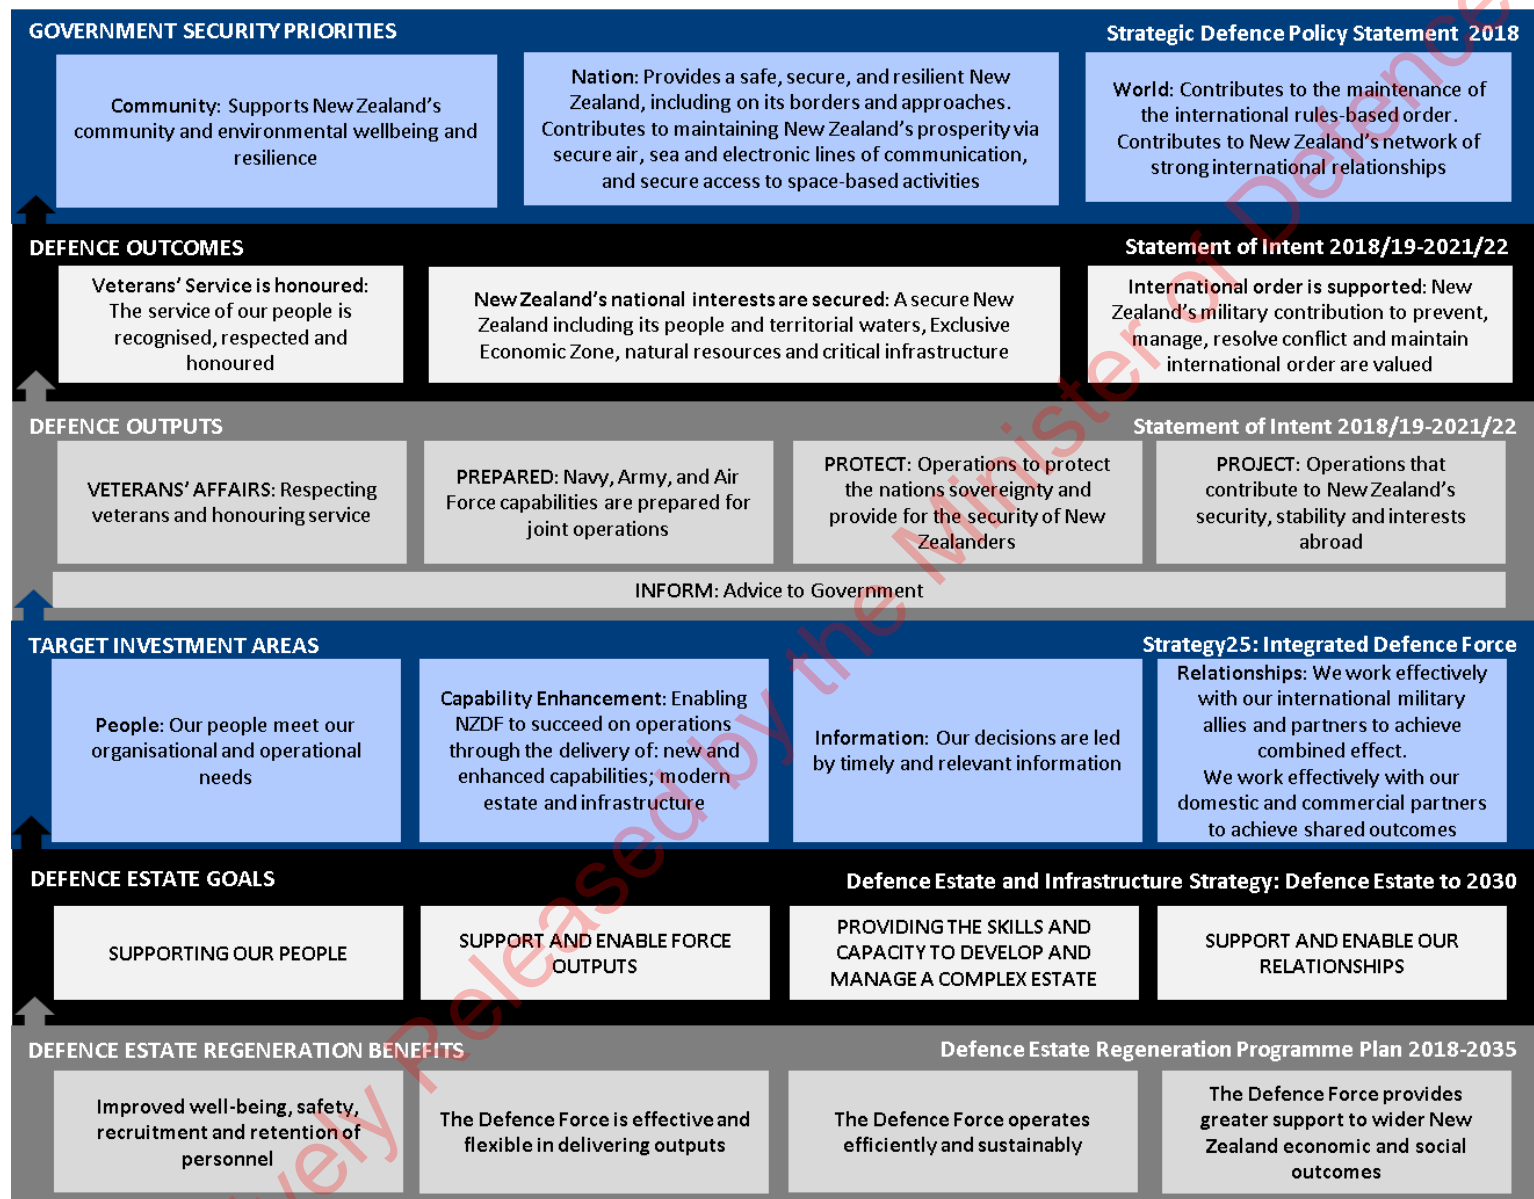 GOVERNMENT SECURITY PRIORITIES
Strategic Defence Policy Statement 2018
Community: Supports New Zealand's
community and environmental wellbeing and
resilience
Nation: Provides a safe, secure, and resilient New
Zealand, including on its borders and approaches.
Contributes to maintaining New Zealand's prosperity via
secure air, sea and electronic lines of communication,
and secure access to space-based activities
World: Contributes to the maintenance of
the international rules-based order.
Contributes to New Zealand's network of
strong international relationships
DEFENCE OUTCOMES
Statement of Intent 2018/19-2021/22
Veterans' Service is honoured:
The service of our people is
recognised, respected and
honoured
New Zealand's national interests are secured: A secure New
Zealand including its people and territorial waters, Exclusive
Economic Zone, natural resources and critical infrastructure
International order is supported: New
Zealand's military contribution to prevent,
manage, resolve conflict and maintain
international order are valued
DEFENCE OUTPUTS
Statement of Intent 2018/19-2021/22
VETERANS' AFFAIRS: Respecting
veterans and honouring service
PREPARED: Navy, Army, and Air
Force capabilities are prepared for
joint operations
PROTECT: Operations to protect
the nations sovereignty and
provide for the security of New
Zealanders
PROJECT: Operations that
contribute to New Zealand's
security, stability and interests
abroad
INFORM: Advice to Government
TARGET INVESTMENT AREAS
Strategy25: Integrated Defence Force
People: Our people meet our
organisational and operational
needs
Capability Enhancement: Enabling
NZDF to succeed on operations
through the delivery of: new and
enhanced capabilities; modern
estate and infrastructure
Information: Our decisions are led
by timely and relevant information
Relationships: We work effectively
with our international military
allies and partners to achieve
combined effect.
We work effectively with our
domestic and commercial partners
to achieve shared outcomes
DEFENCE ESTATE GOALS
Defence Estate and Infrastructure Strategy: Defence Estate to 2030
SUPPORTING OUR PEOPLE
SUPPORT AND ENABLE FORCE
OUTPUTS
PROVIDING THE SKILLS AND
CAPACITY TO DEVELOP AND
MANAGE A COMPLEX ESTATE
SUPPORT AND ENABLE OUR
RELATIONSHIPS
DEFENCE ESTATE REGENERATION BENEFITS
Defence Estate Regeneration Programme Plan 2018-2035
Improved well-being, safety,
recruitment and retention of
personnel
The Defence Force is effective and
flexible in delivering outputs
The Defence Force operates
efficiently and sustainably
The Defence Force provides
greater support to wider New
Zealand economic and social
outcomes
Released by the Minister of Defence